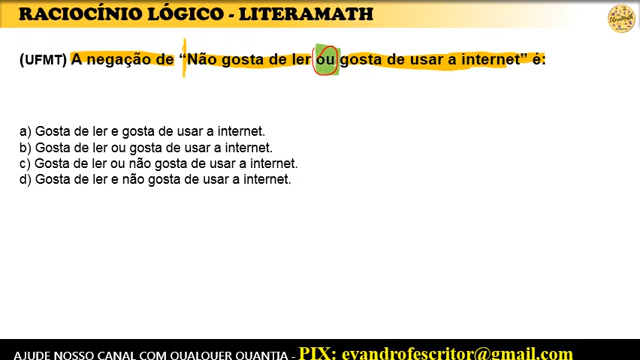 RACIOCÍNIO LÓGICO - LITERAMATH
(UFMT) A negação de “Não gosta de ler ou gosta de usar a internet” é:
a) Gosta de ler e gosta de usar a internet.
b) Gosta de ler ou gosta de usar a internet.
c) Gosta de ler ou não gosta de usar a internet.
d) Gosta de ler e não gosta de usar a internet.
AJUDE NOSSO CANAL COM QUALQUER QUANTIA - PIX: evandrofescritor@gmail.com